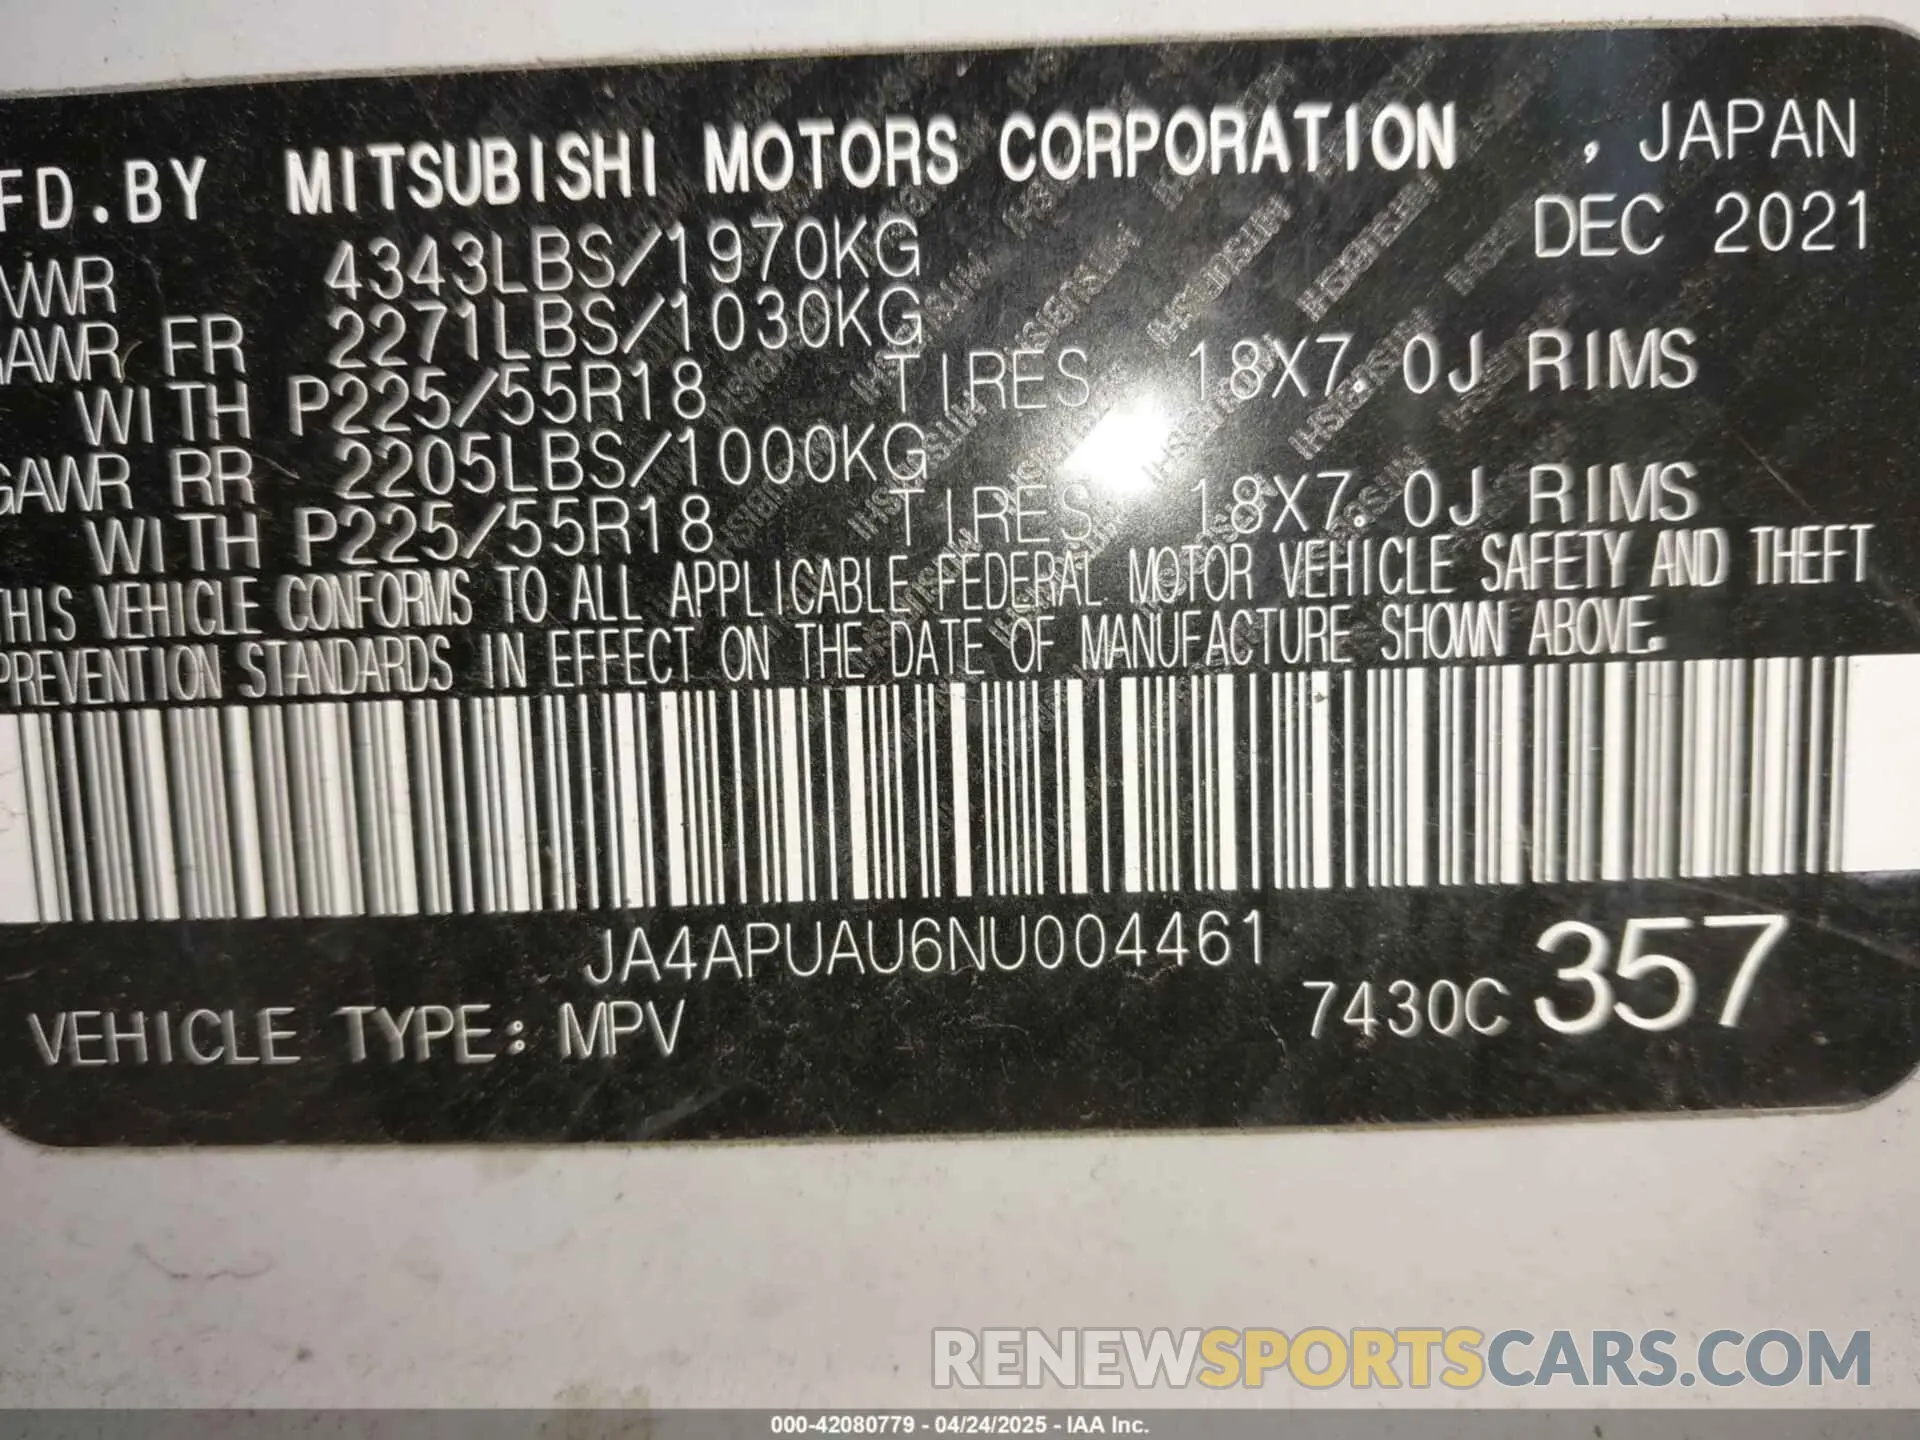 FD.BY MITSUBISHI MOTORS CORPORATION , JAPAN
DEC 2021
VWR 4343LBS/1970KG
GAWR FR 2271LBS/1030KG
WITH P225/55R18 TIRES 18X7.0J RIMS
GAWR RR 2205LBS/1000KG
WITH P225/55R18 TIRES 18X7.0J RIMS
THIS VEHICLE CONFORMS TO ALL APPLICABLE FEDERAL MOTOR VEHICLE SAFETY AND THEFT
PREVENTION STANDARDS IN EFFECT ON THE DATE OF MANUFACTURE SHOWN ABOVE.
JA4APUAU6NU004461
VEHICLE TYPE: MPV 7430C 357
RENEWSPORTSCARS.COM
000-42080779 - 04/24/2025 - IAA Inc.